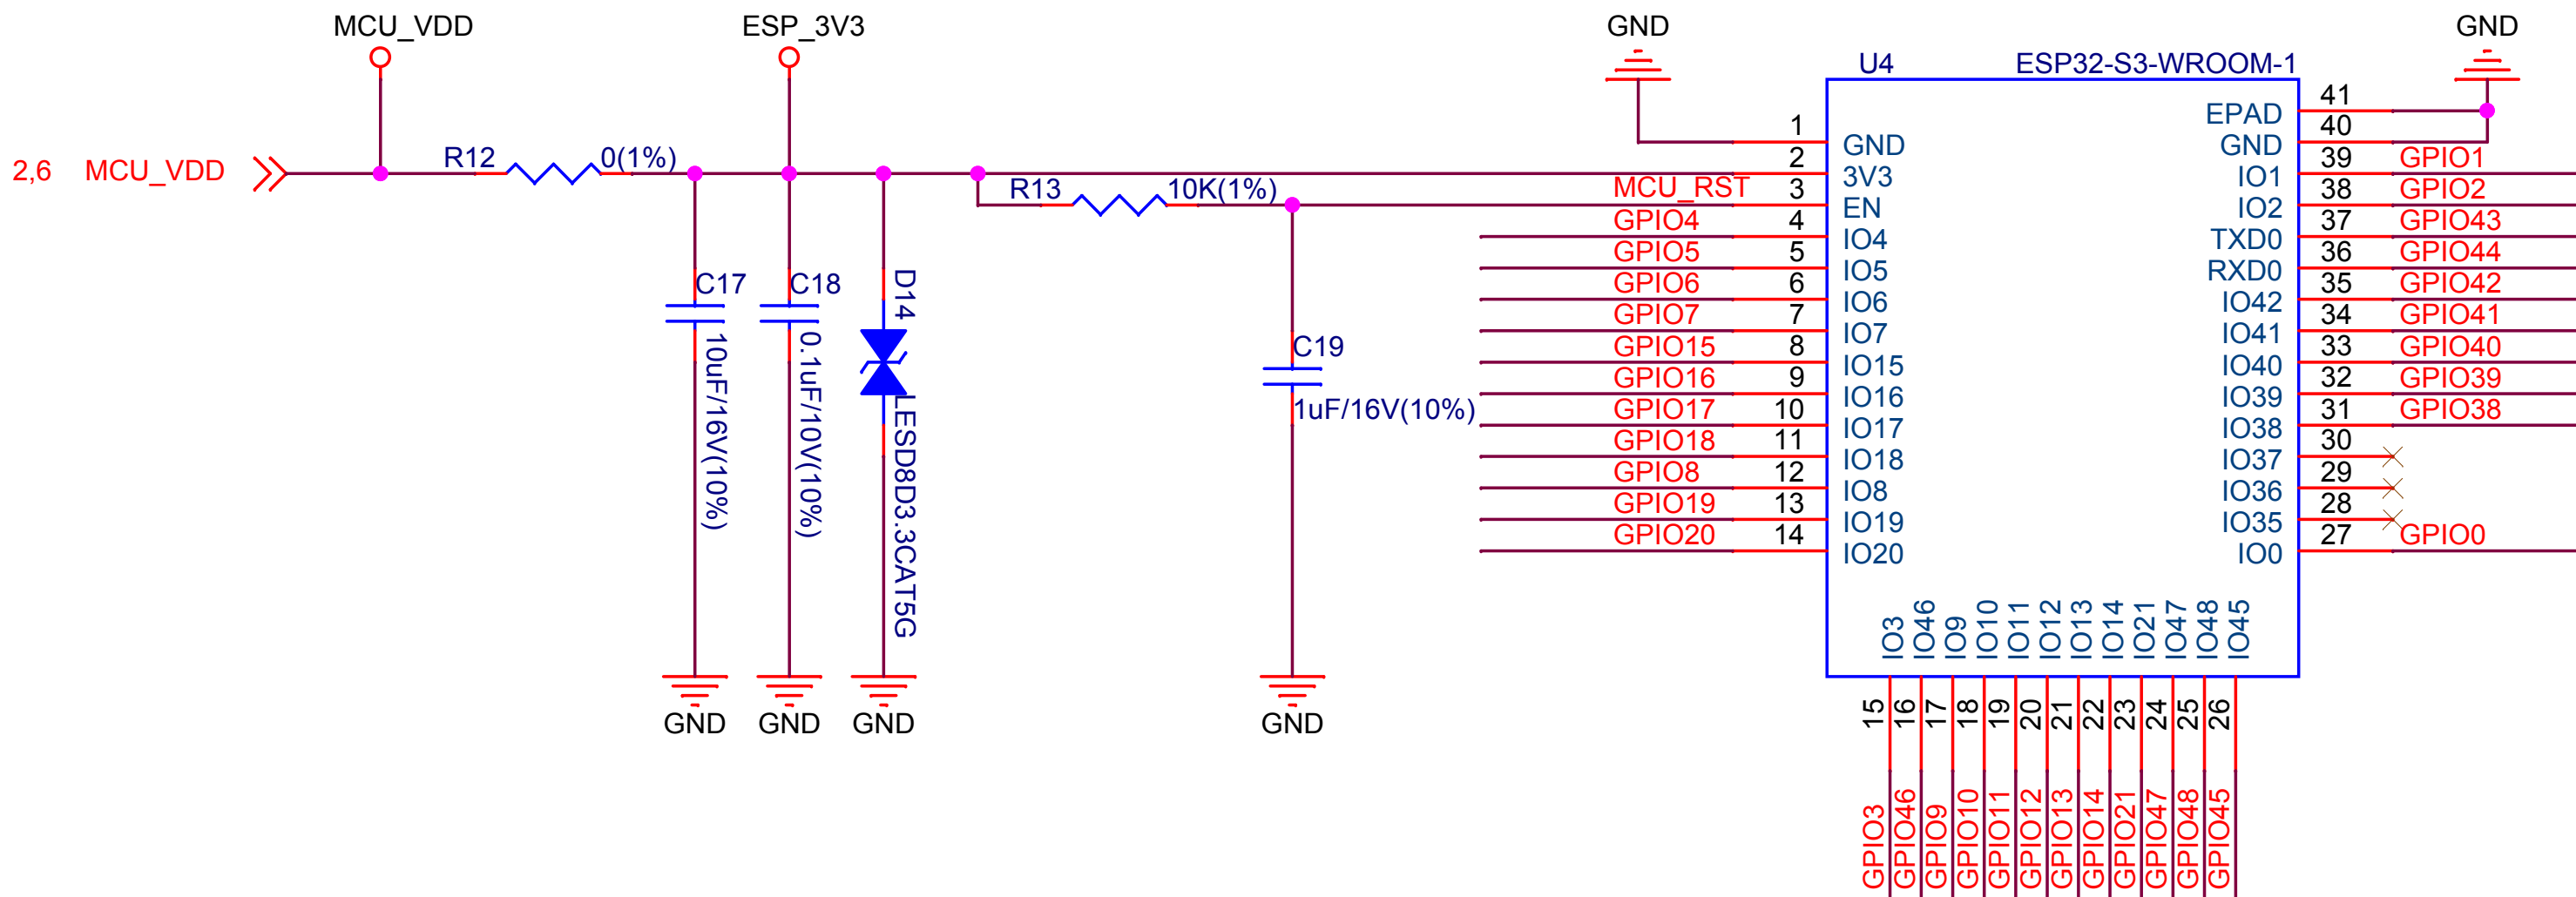 MCU_VDD
ESP_3V3
GND
GND
U4
ESP32-S3-WROOM-1
2,6 MCU_VDD
R12
0(1%)
R13
10K(1%)
C17
10uF/16V(10%)
C18
0.1uF/10V(10%)
D14
LESD8D3.3CAT5G
C19
1uF/16V(10%)
GND
GND
GND
GND
1 GND
2 3V3
MCU_RST 3 EN
GPIO4 4 IO4
GPIO5 5 IO5
GPIO6 6 IO6
GPIO7 7 IO7
GPIO15 8 IO15
GPIO16 9 IO16
GPIO17 10 IO17
GPIO18 11 IO18
GPIO8 12 IO8
GPIO19 13 IO19
GPIO20 14 IO20
EPAD 41
GND 40
IO1 39 GPIO1
IO2 38 GPIO2
TXD0 37 GPIO43
RXD0 36 GPIO44
IO42 35 GPIO42
IO41 34 GPIO41
IO40 33 GPIO40
IO39 32 GPIO39
IO38 31 GPIO38
IO37 30
IO36 29
IO35 28
IO0 27 GPIO0
IO3 15 GPIO3
IO46 16 GPIO46
IO9 17 GPIO9
IO10 18 GPIO10
IO11 19 GPIO11
IO12 20 GPIO12
IO13 21 GPIO13
IO14 22 GPIO14
IO21 23 GPIO21
IO47 24 GPIO47
IO48 25 GPIO48
IO45 26 GPIO45